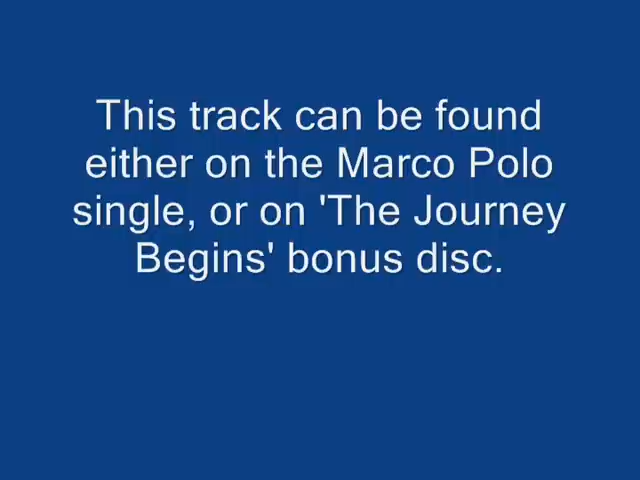 This track can be found
either on the Marco Polo
single, or on 'The Journey
Begins' bonus disc.